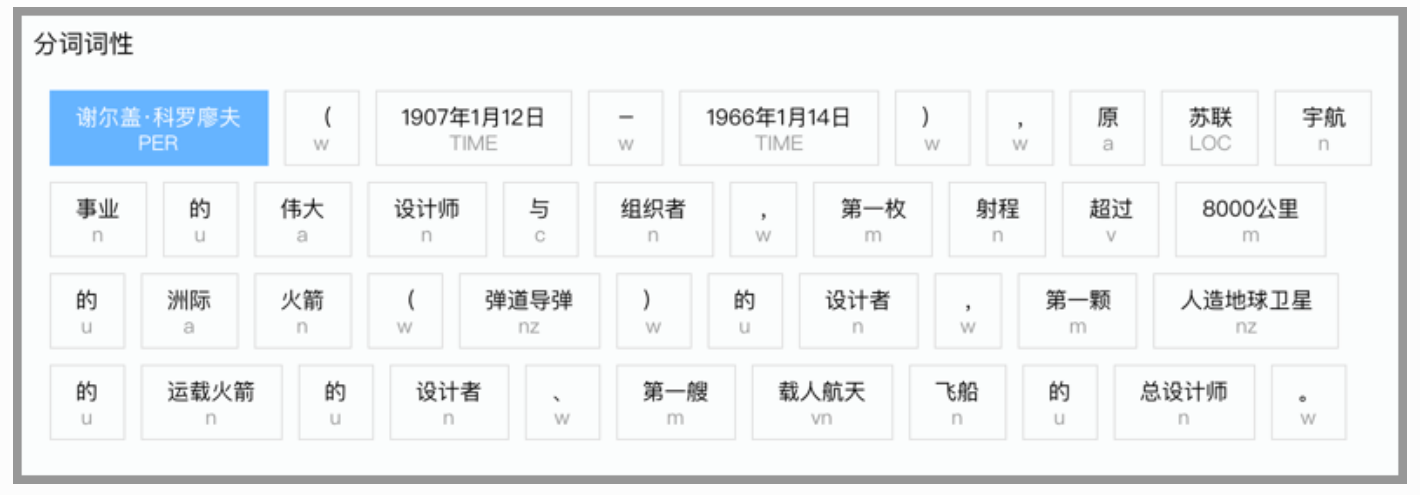 分词词性
谢尔盖·科罗廖夫 ( 1907年1月12日 – 1966年1月14日 ) , 原 苏联 宇航
PER w TIME w TIME w w a LOC n
事业 的 伟大 设计师 与 组织者 , 第一枚 射程 超过 8000公里
n u a n c n w m n v m
的 洲际 火箭 ( 弹道导弹 ) 的 设计者 , 第一颗 人造地球卫星
u a n w nz w u n w m nz
的 运载火箭 的 设计者 、 第一艘 载人航天 飞船 的 总设计师 。
u n u n w m vn n u n w